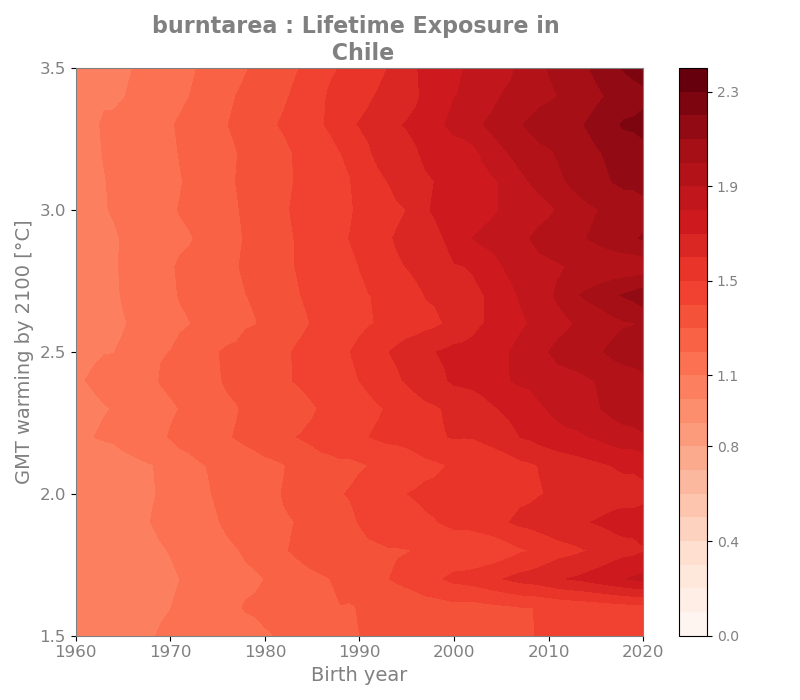 burntarea : Lifetime Exposure in
Chile
GMT warming by 2100 [°C]
3.5
3.0
2.5
2.0
1.5
1960 1970 1980 1990 2000 2010 2020
Birth year
2.3
1.9
1.5
1.1
0.8
0.4
0.0